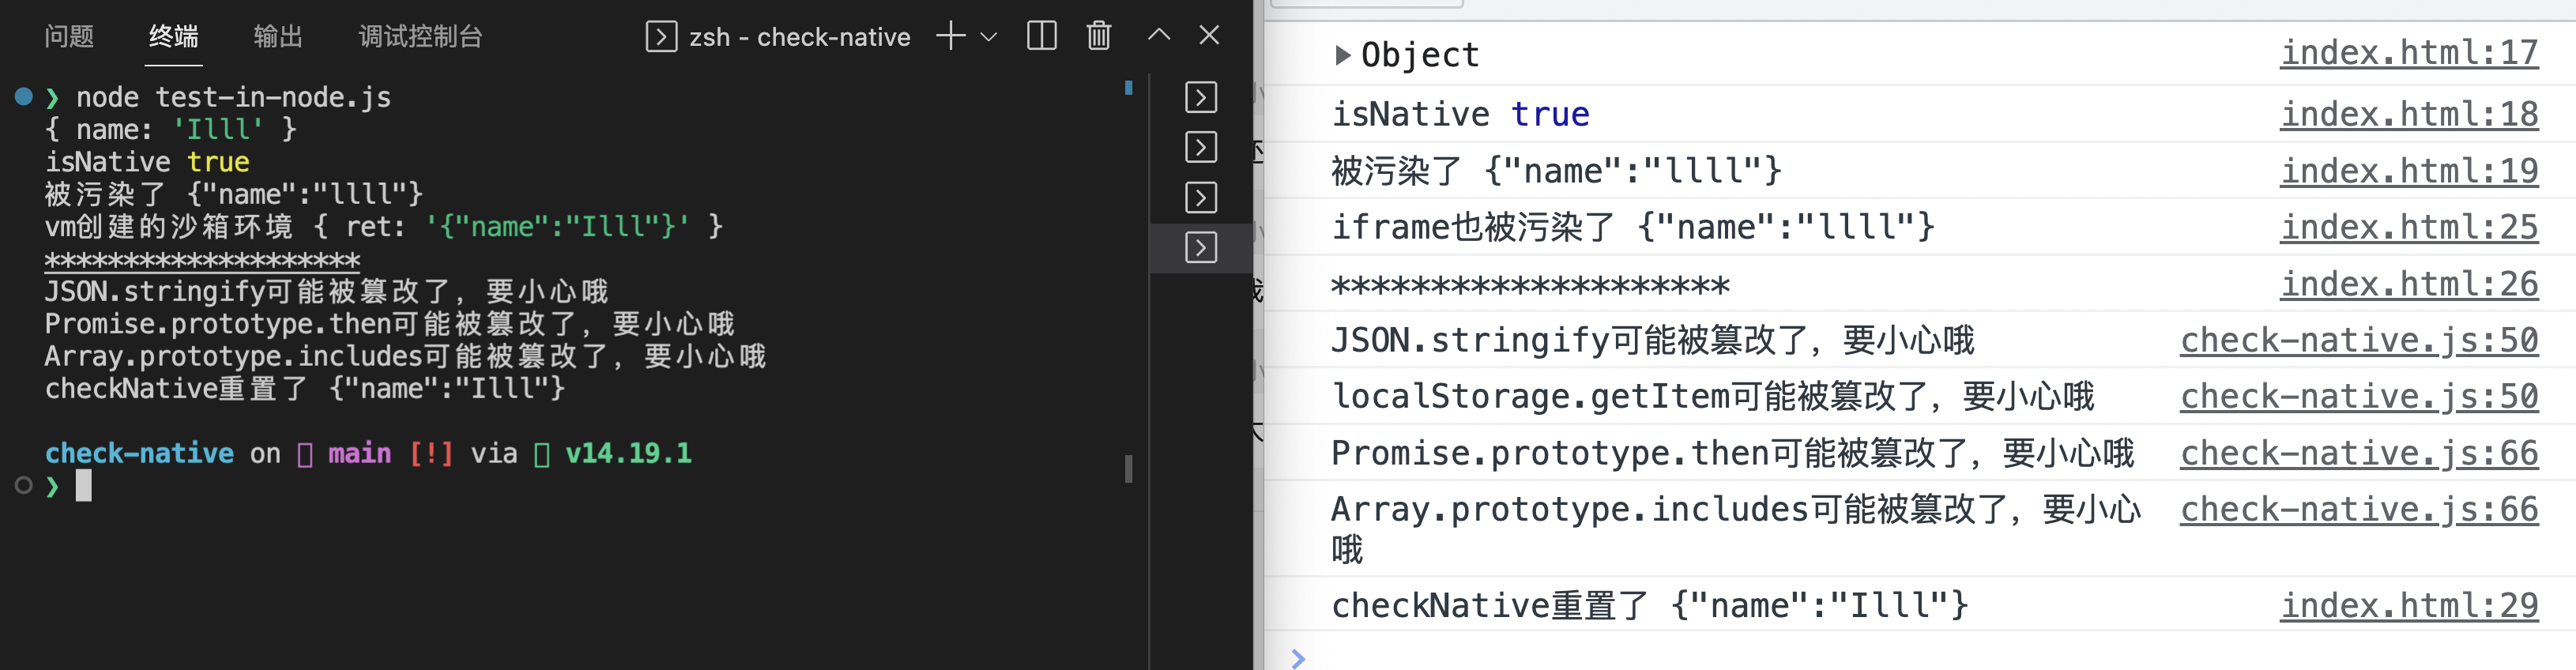 问题 终端 输出 调试控制台 zsh - check-native
❯ node test-in-node.js
{ name: 'Illl' }
isNative true
被污染了 {"name":"llll"}
vm创建的沙箱环境 { ret: '{"name":"Illl"}' }
********************
JSON.stringify可能被篡改了，要小心哦
Promise.prototype.then可能被篡改了，要小心哦
Array.prototype.includes可能被篡改了，要小心哦
checkNative重置了 {"name":"Illl"}
check-native on main [!] via v14.19.1
❯
▶Object index.html:17
isNative true index.html:18
被污染了 {"name":"llll"} index.html:19
iframe也被污染了 {"name":"llll"} index.html:25
******************** index.html:26
JSON.stringify可能被篡改了，要小心哦 check-native.js:50
localStorage.getItem可能被篡改了，要小心哦 check-native.js:50
Promise.prototype.then可能被篡改了，要小心哦 check-native.js:66
Array.prototype.includes可能被篡改了，要小心 check-native.js:66
哦
checkNative重置了 {"name":"Illl"} index.html:29